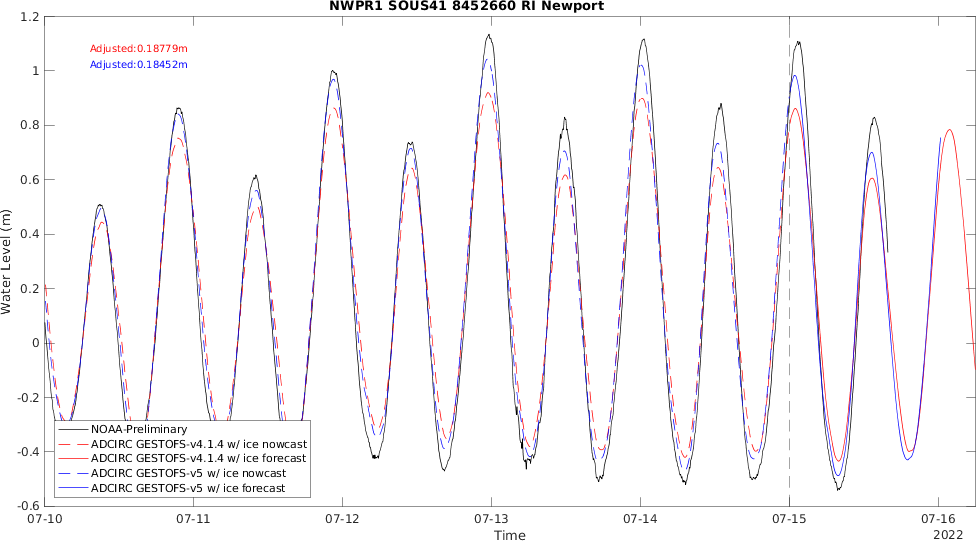 NWPR1 SOUS41 8452660 RI Newport
1.2
1
0.8
0.6
0.4
0.2
0
-0.2
-0.4
-0.6
Water Level (m)
Adjusted:0.18779m
Adjusted:0.18452m
NOAA-Preliminary
ADCIRC GESTOFS-v4.1.4 w/ ice nowcast
ADCIRC GESTOFS-v4.1.4 w/ ice forecast
ADCIRC GESTOFS-v5 w/ ice nowcast
ADCIRC GESTOFS-v5 w/ ice forecast
07-10 07-11 07-12 07-13 07-14 07-15 07-16
Time
2022